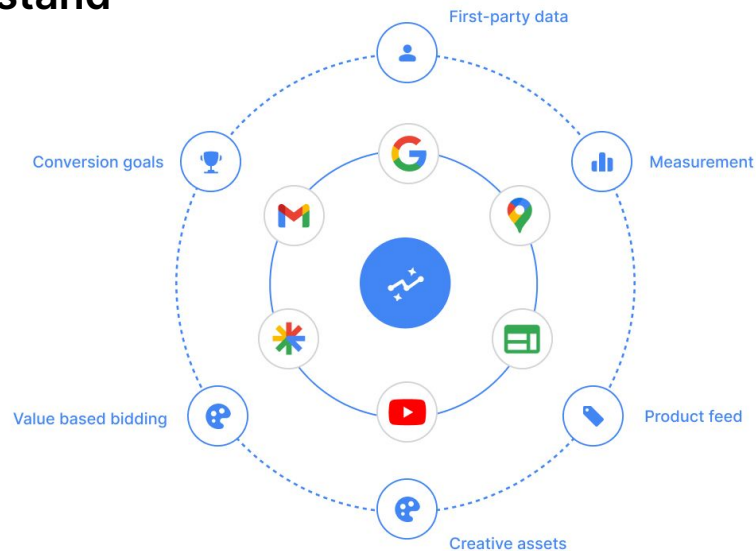 stand
First-party data
Conversion goals
Measurement
Value based bidding
Product feed
Creative assets